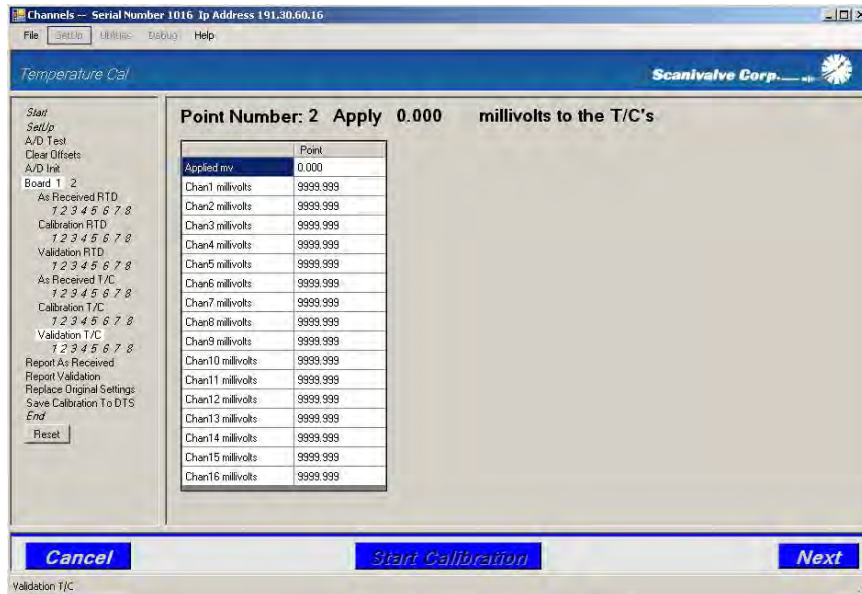 Channels -- Serial Number 1016 Ip Address 191.30.60.16
File SetUp Utilities Debug Help
Temperature Cal
Scanivalve Corp.
Start
SetUp
A/D Test
Clear Offsets
A/D Init
Board 1 2
As Received RTD
1 2 3 4 5 6 7 8
Calibration RTD
1 2 3 4 5 6 7 8
Validation RTD
1 2 3 4 5 6 7 8
As Received T/C
1 2 3 4 5 6 7 8
Calibration T/C
1 2 3 4 5 6 7 8
Validation T/C
1 2 3 4 5 6 7 8
Report As Received
Report Validation
Replace Original Settings
Save Calibration To DTS
End
Reset
Point Number: 2 Apply 0.000 millivolts to the T/C's
Point
Applied mv 0.000
Chan1 millivolts 9999.999
Chan2 millivolts 9999.999
Chan3 millivolts 9999.999
Chan4 millivolts 9999.999
Chan5 millivolts 9999.999
Chan6 millivolts 9999.999
Chan7 millivolts 9999.999
Chan8 millivolts 9999.999
Chan9 millivolts 9999.999
Chan10 millivolts 9999.999
Chan11 millivolts 9999.999
Chan12 millivolts 9999.999
Chan13 millivolts 9999.999
Chan14 millivolts 9999.999
Chan15 millivolts 9999.999
Chan16 millivolts 9999.999
Cancel
Start Calibration
Next
Validation T/C